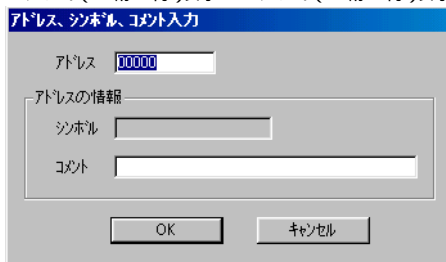 アドレス、シンボル、コメント入力
アドレス 00000
アドレスの情報
シンボル
コメント
OK キャンセル